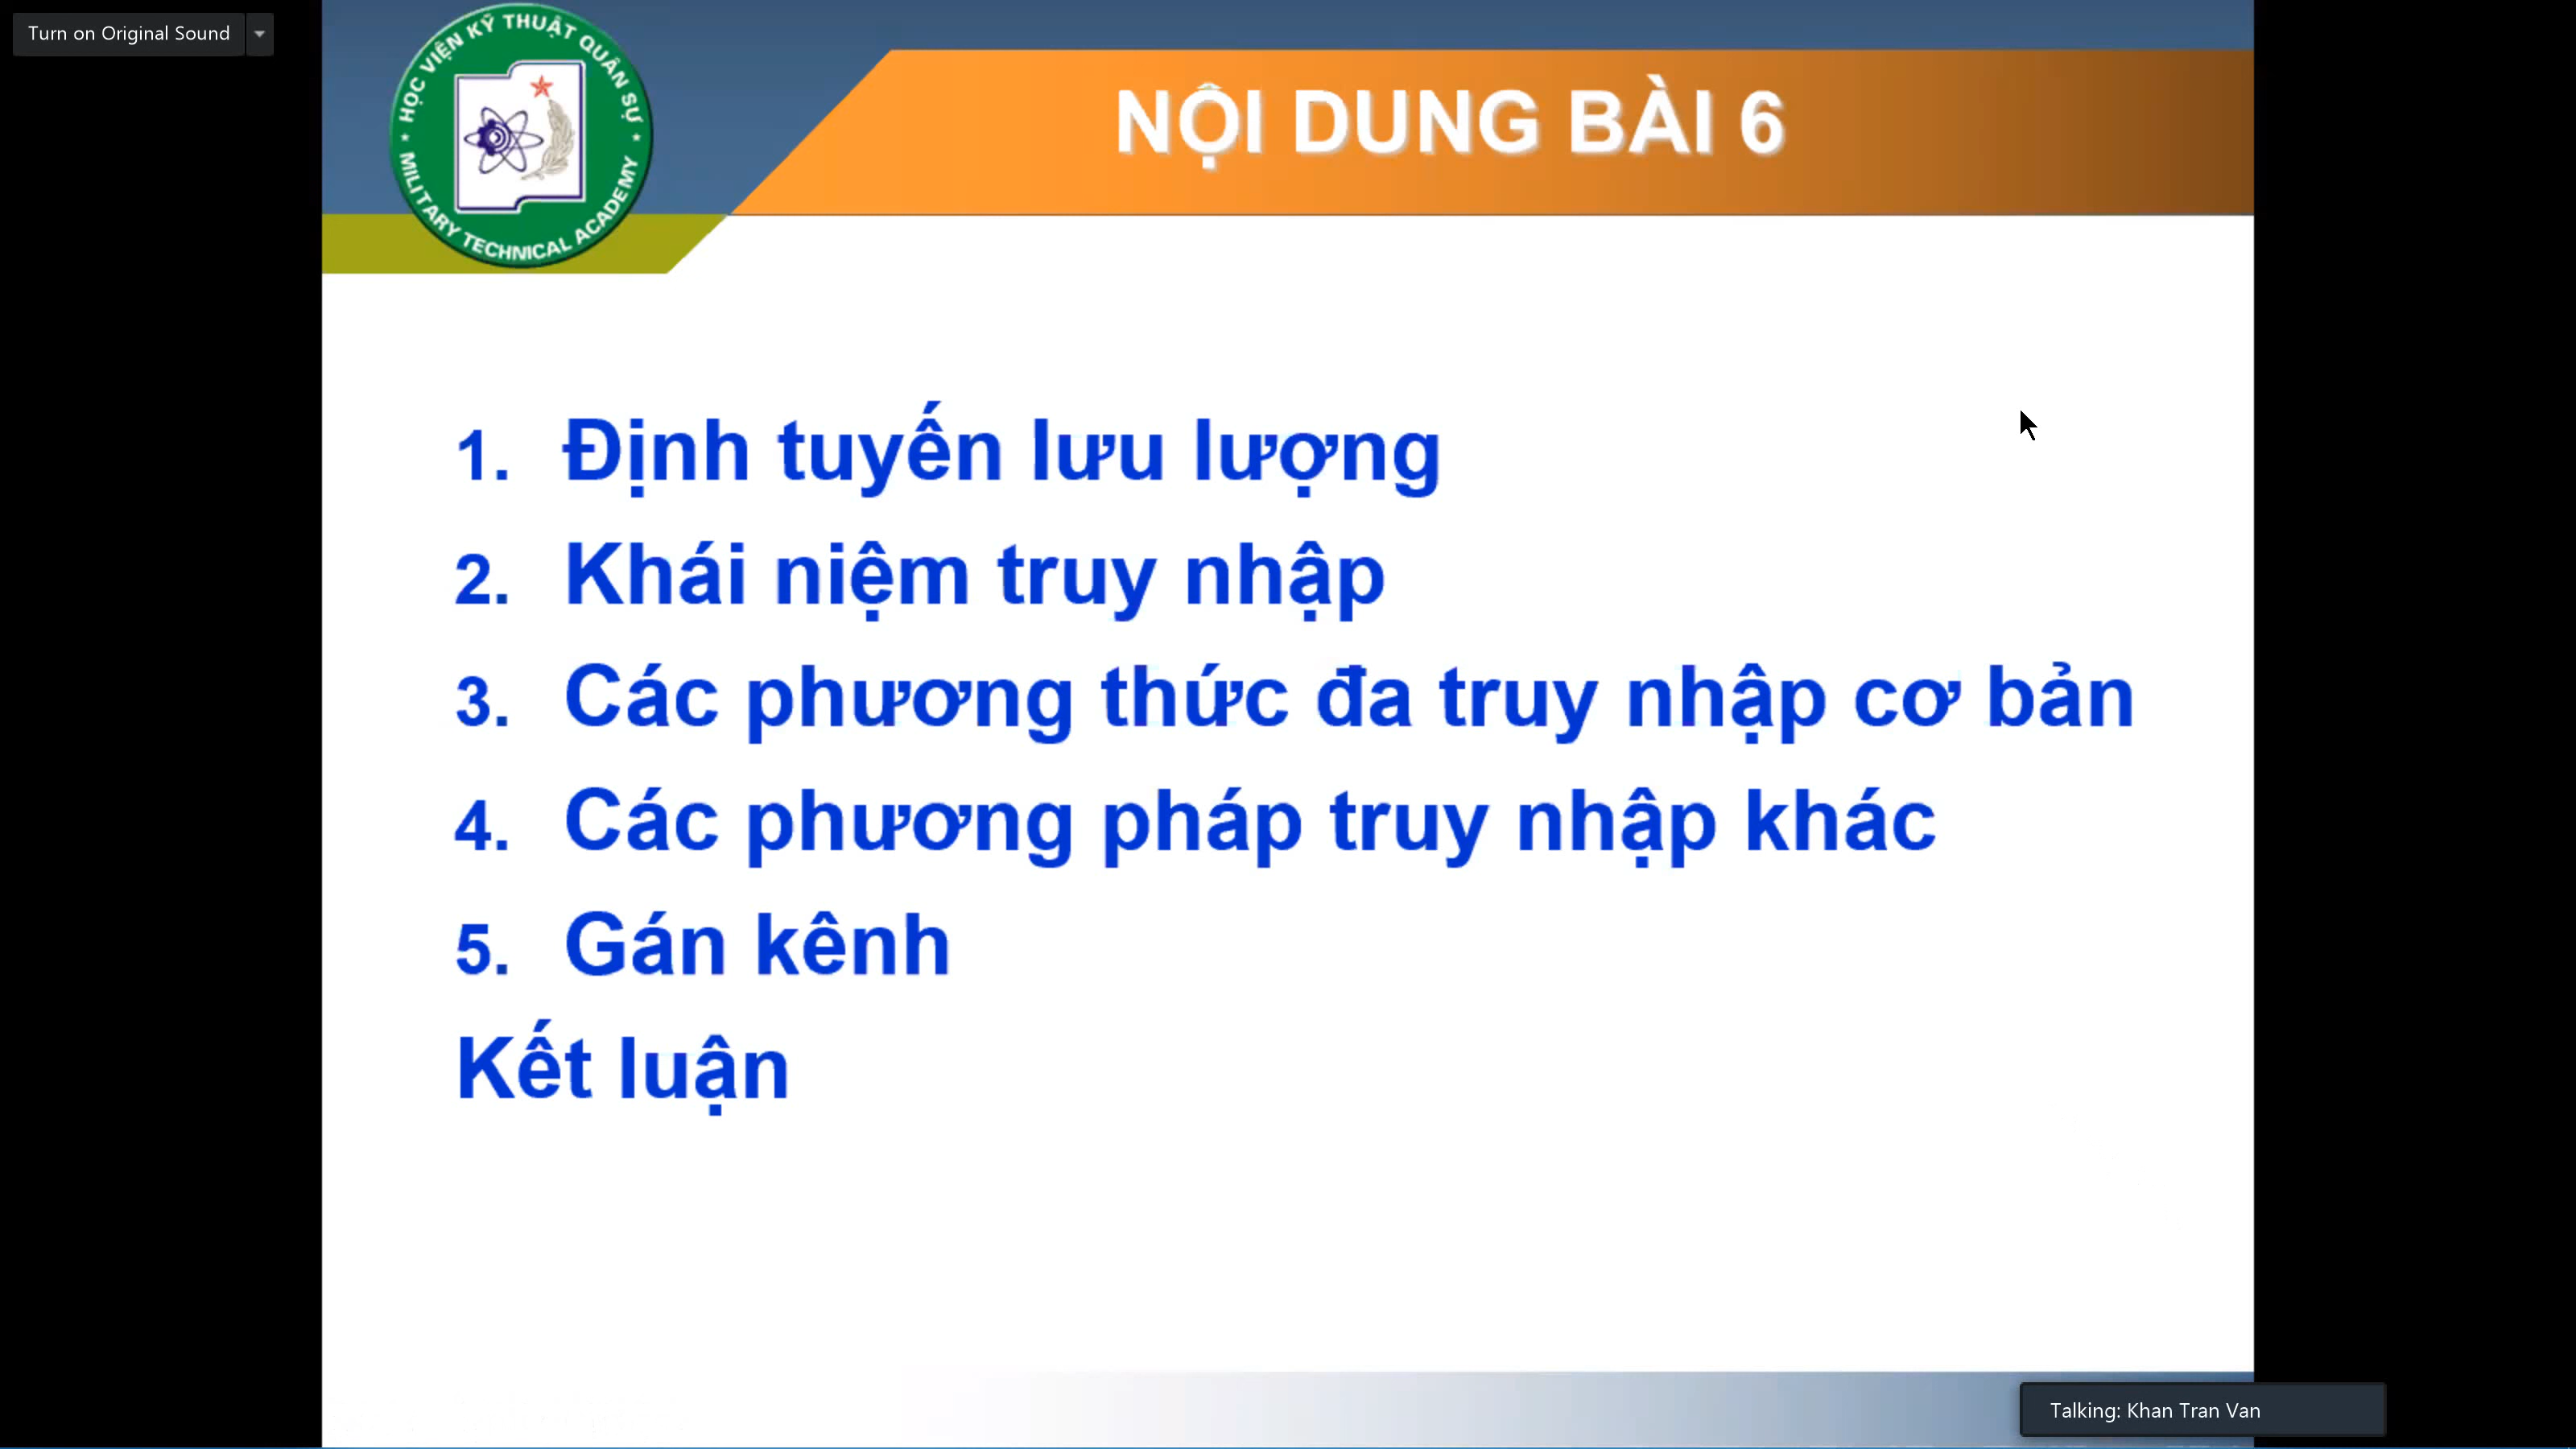 Turn on Original Sound
HỌC VIỆN KỸ THUẬT QUÂN SỰ
MILITARY TECHNICAL ACADEMY
NỘI DUNG BÀI 6
1. Định tuyến lưu lượng
2. Khái niệm truy nhập
3. Các phương thức đa truy nhập cơ bản
4. Các phương pháp truy nhập khác
5. Gán kênh
Kết luận
Talking: Khan Tran Van